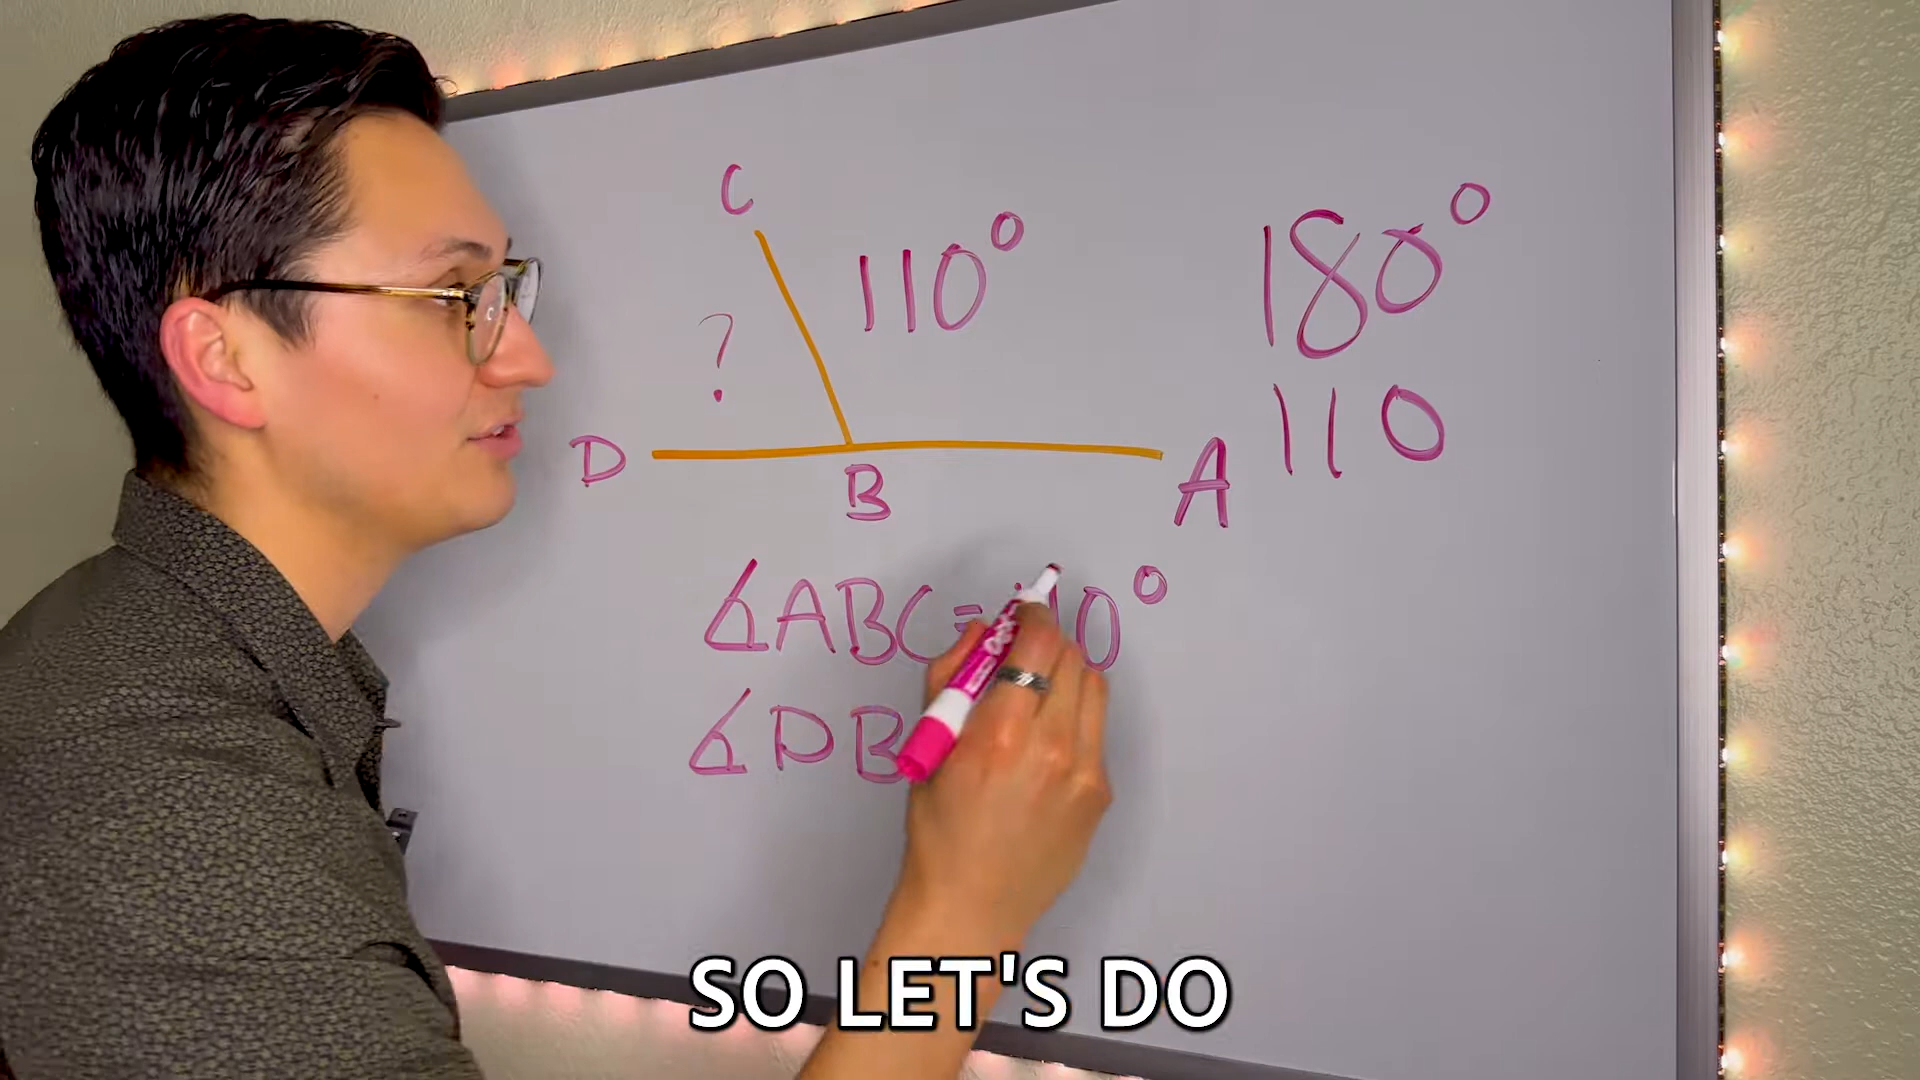 C
110°
180°
?
110
D
B
A
∠ABC = 110°
∠DB
SO LET'S DO